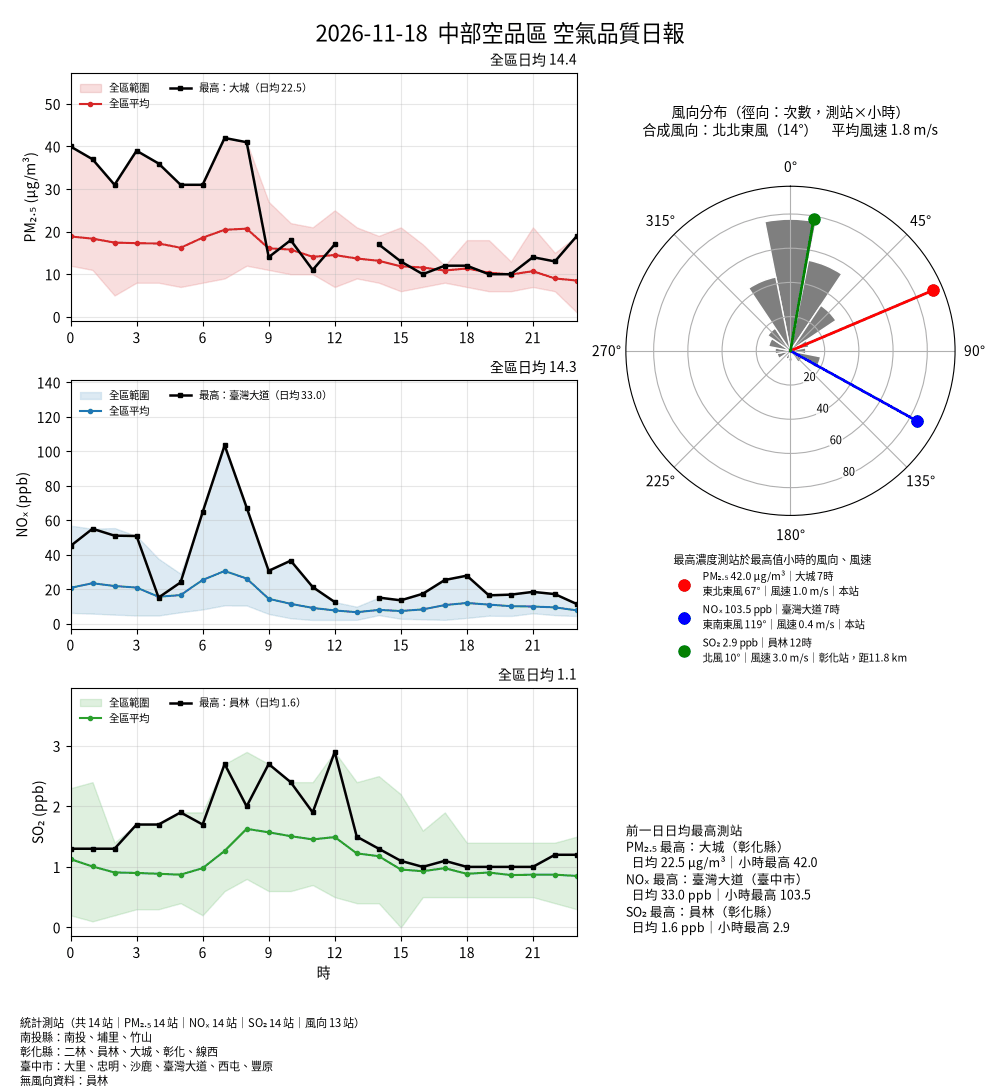 2026-11-18 中部空品區 空氣品質日報
全區日均 14.4
全區範圍
全區平均
最高：大城（日均 22.5）
PM₂.₅ (μg/m³)
50
40
30
20
10
0
0 3 6 9 12 15 18 21
全區日均 14.3
全區範圍
全區平均
最高：臺灣大道（日均 33.0）
NOₓ (ppb)
140
120
100
80
60
40
20
0
0 3 6 9 12 15 18 21
全區日均 1.1
全區範圍
全區平均
最高：員林（日均 1.6）
SO₂ (ppb)
3
2
1
0
0 3 6 9 12 15 18 21
時
風向分布（徑向：次數，測站×小時）
合成風向：北北東風（14°） 平均風速 1.8 m/s
0°
45°
90°
135°
180°
225°
270°
315°
20
40
60
80
最高濃度測站於最高值小時的風向、風速
PM₂.₅ 42.0 μg/m³｜大城 7時
東北東風 67°｜風速 1.0 m/s｜本站
NOₓ 103.5 ppb｜臺灣大道 7時
東南東風 119°｜風速 0.4 m/s｜本站
SO₂ 2.9 ppb｜員林 12時
北風 10°｜風速 3.0 m/s｜彰化站，距11.8 km
前一日日均最高測站
PM₂.₅ 最高：大城（彰化縣）
日均 22.5 μg/m³｜小時最高 42.0
NOₓ 最高：臺灣大道（臺中市）
日均 33.0 ppb｜小時最高 103.5
SO₂ 最高：員林（彰化縣）
日均 1.6 ppb｜小時最高 2.9
統計測站（共 14 站｜PM₂.₅ 14 站｜NOₓ 14 站｜SO₂ 14 站｜風向 13 站）
南投縣：南投、埔里、竹山
彰化縣：二林、員林、大城、彰化、線西
臺中市：大里、忠明、沙鹿、臺灣大道、西屯、豐原
無風向資料：員林